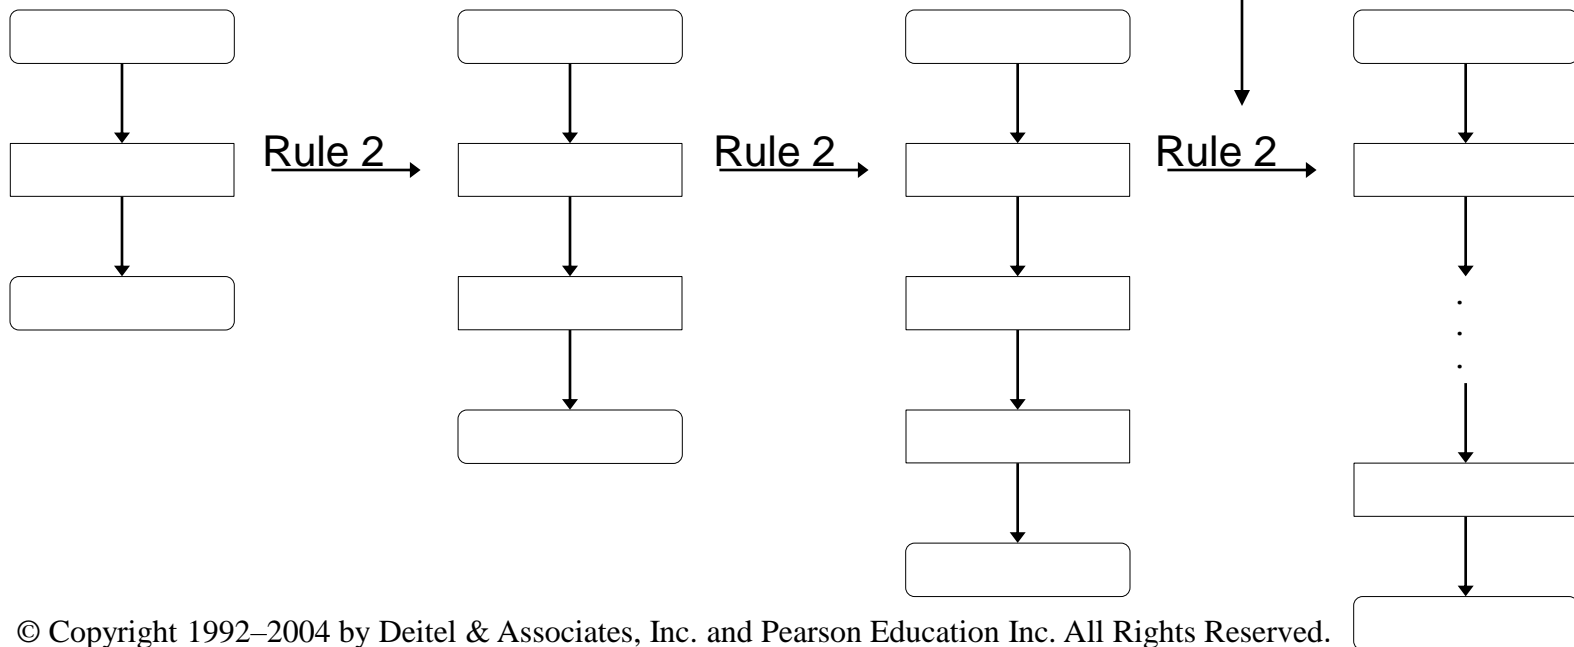 Rule 2
Rule 2
Rule 2
.
.
.
© Copyright 1992–2004 by Deitel & Associates, Inc. and Pearson Education Inc. All Rights Reserved.